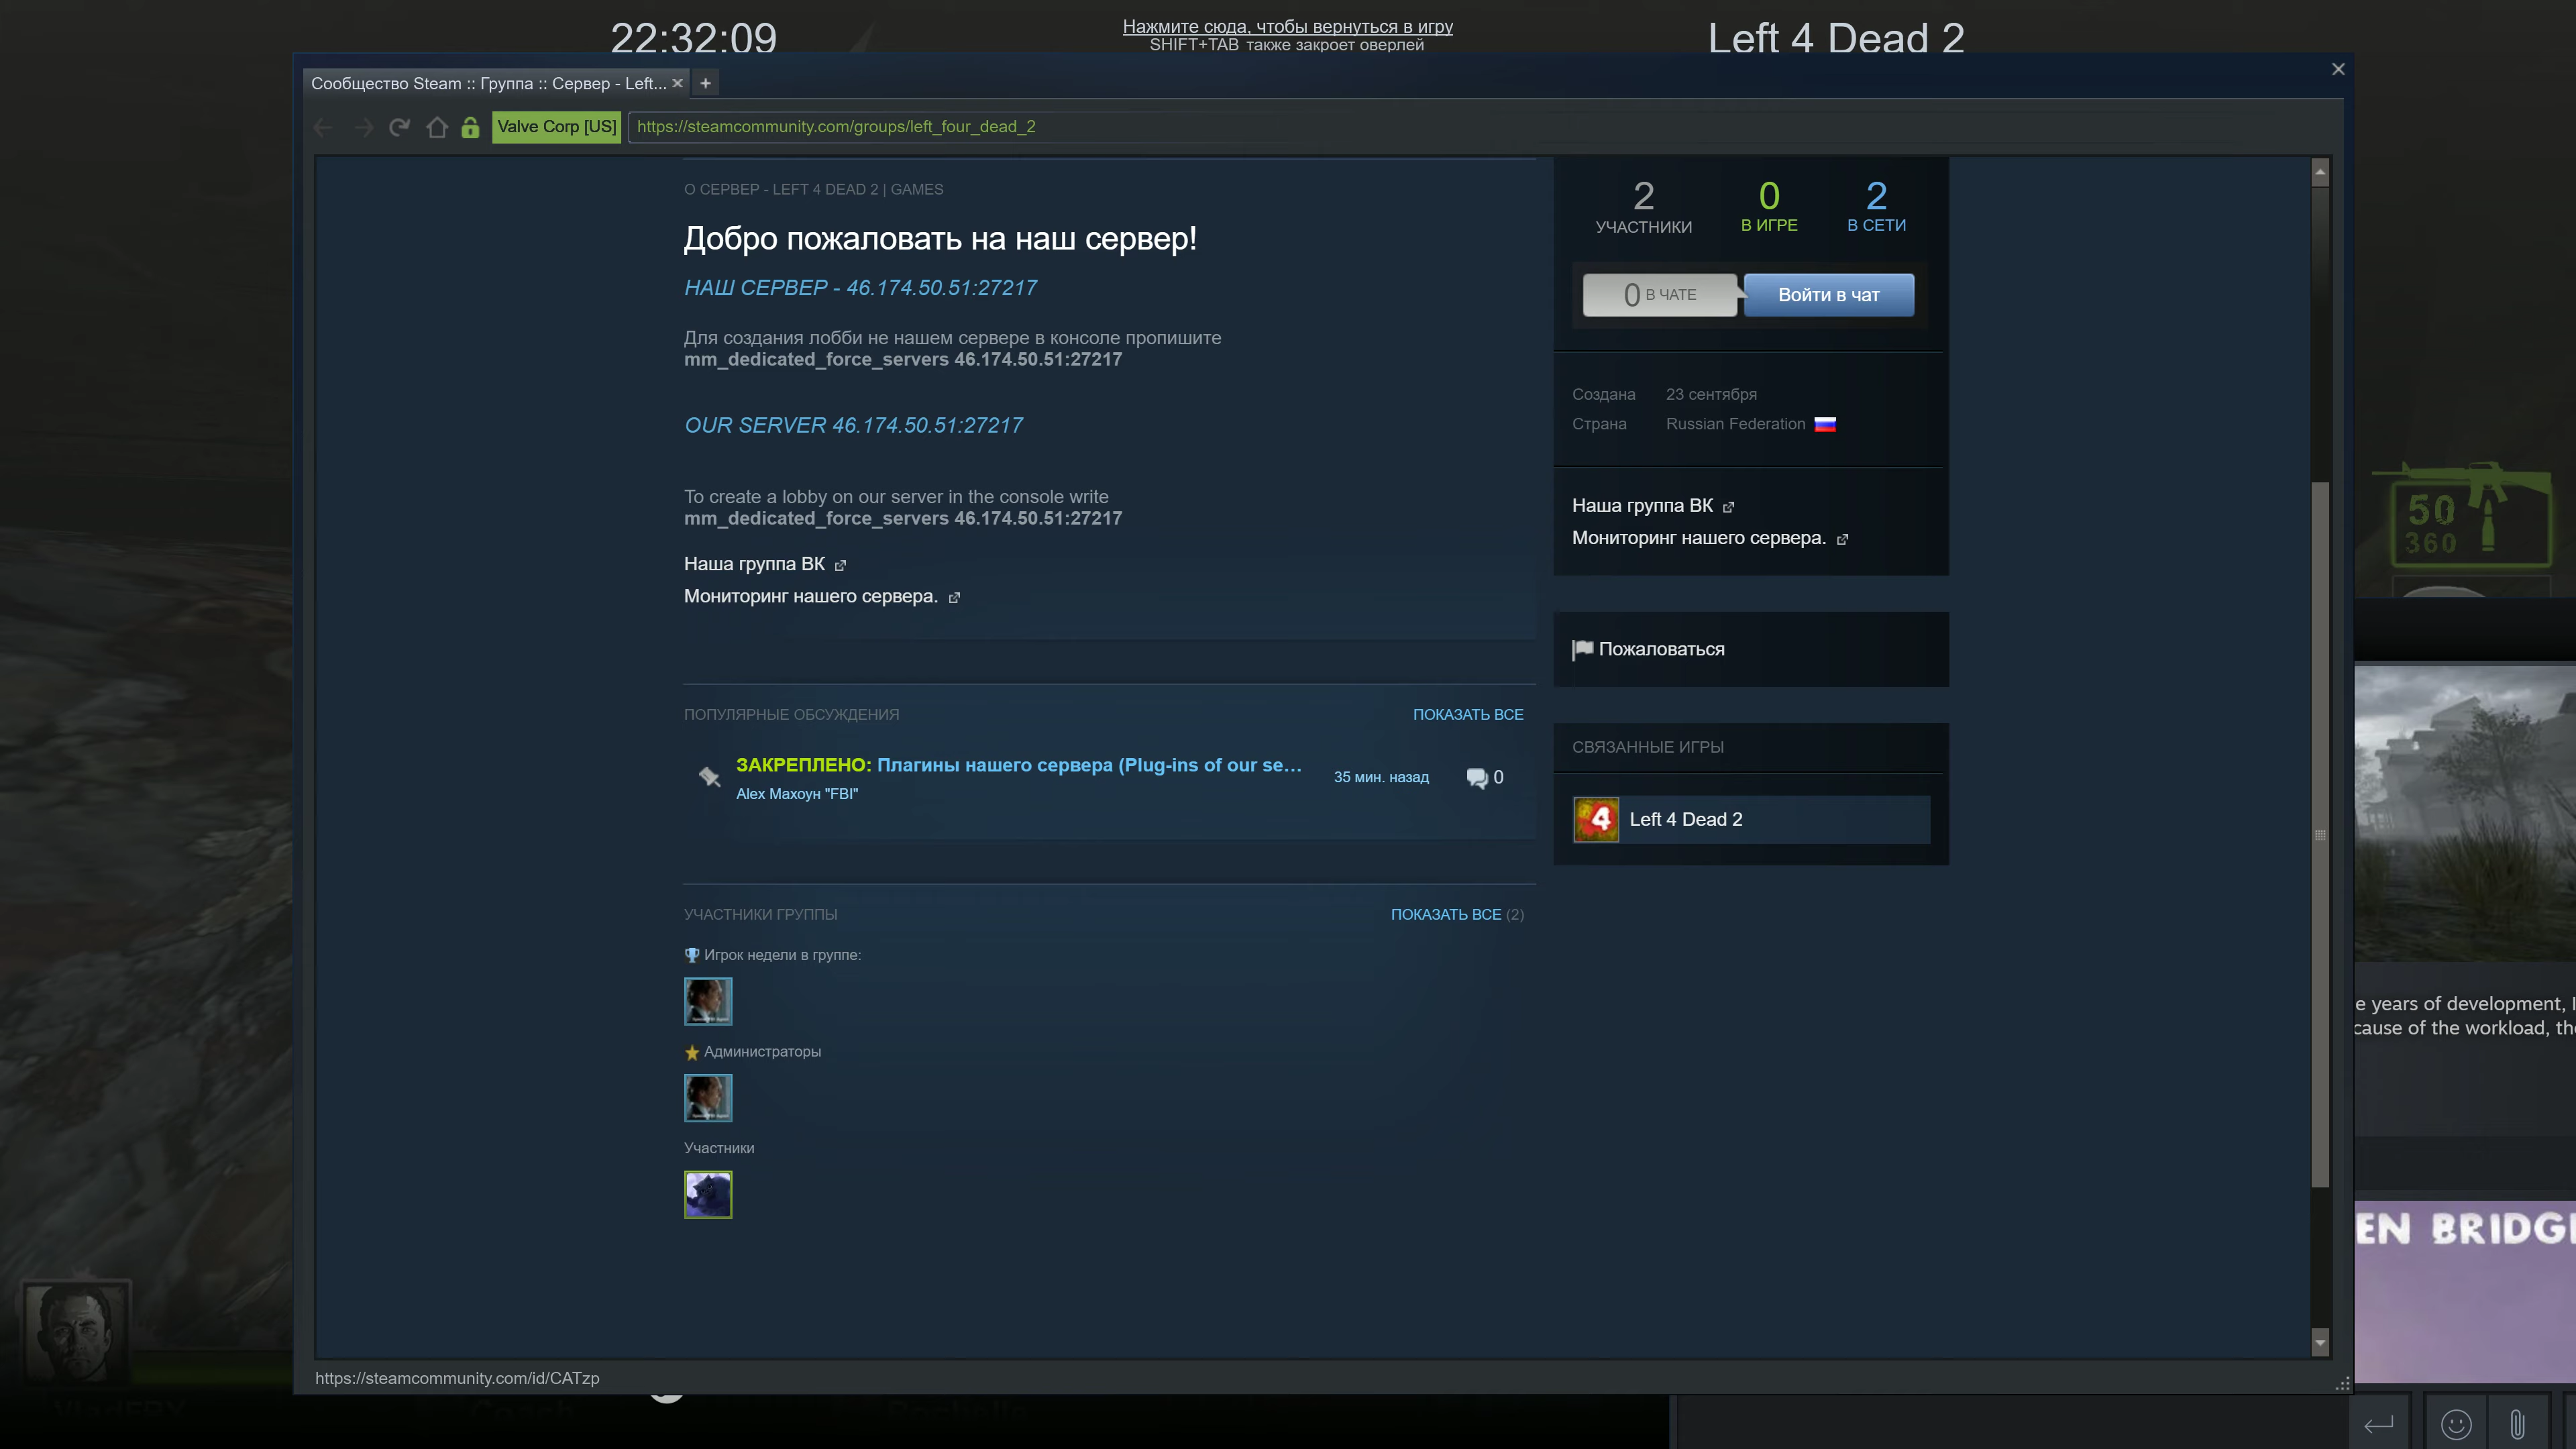 22:32:09
Нажмите сюда, чтобы вернуться в игру
SHIFT+TAB также закроет оверлей
Left 4 Dead 2
Сообщество Steam :: Группа :: Сервер - Left...
Valve Corp [US]
https://steamcommunity.com/groups/left_four_dead_2
О СЕРВЕР - LEFT 4 DEAD 2 | GAMES
Добро пожаловать на наш сервер!
НАШ СЕРВЕР - 46.174.50.51:27217
Для создания лобби не нашем сервере в консоле пропишите
mm_dedicated_force_servers 46.174.50.51:27217
OUR SERVER 46.174.50.51:27217
To create a lobby on our server in the console write
mm_dedicated_force_servers 46.174.50.51:27217
Наша группа ВК
Мониторинг нашего сервера.
ПОПУЛЯРНЫЕ ОБСУЖДЕНИЯ
ПОКАЗАТЬ ВСЕ
ЗАКРЕПЛЕНО: Плагины нашего сервера (Plug-ins of our se...
35 мин. назад
0
Alex Махоун "FBI"
УЧАСТНИКИ ГРУППЫ
ПОКАЗАТЬ ВСЕ (2)
Игрок недели в группе:
Администраторы
Участники
2 УЧАСТНИКИ
0 В ИГРЕ
2 В СЕТИ
0 В ЧАТЕ
Войти в чат
Создана 23 сентября
Страна Russian Federation
Наша группа ВК
Мониторинг нашего сервера.
Пожаловаться
СВЯЗАННЫЕ ИГРЫ
4
Left 4 Dead 2
50
360
e years of development,
cause of the workload,
EN BRIDG
https://steamcommunity.com/id/CATzp
Coach
Rochelle